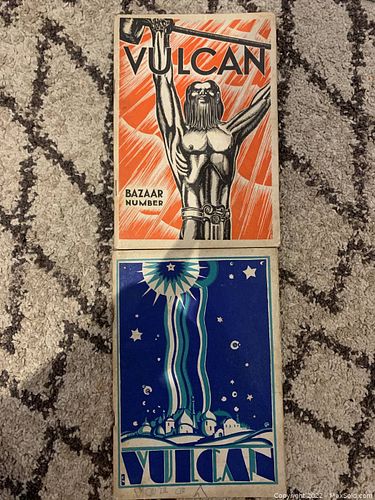 VULCAN
BAZAAR
NUMBER
VULCAN
Copyright 2022 - MaxSold.com